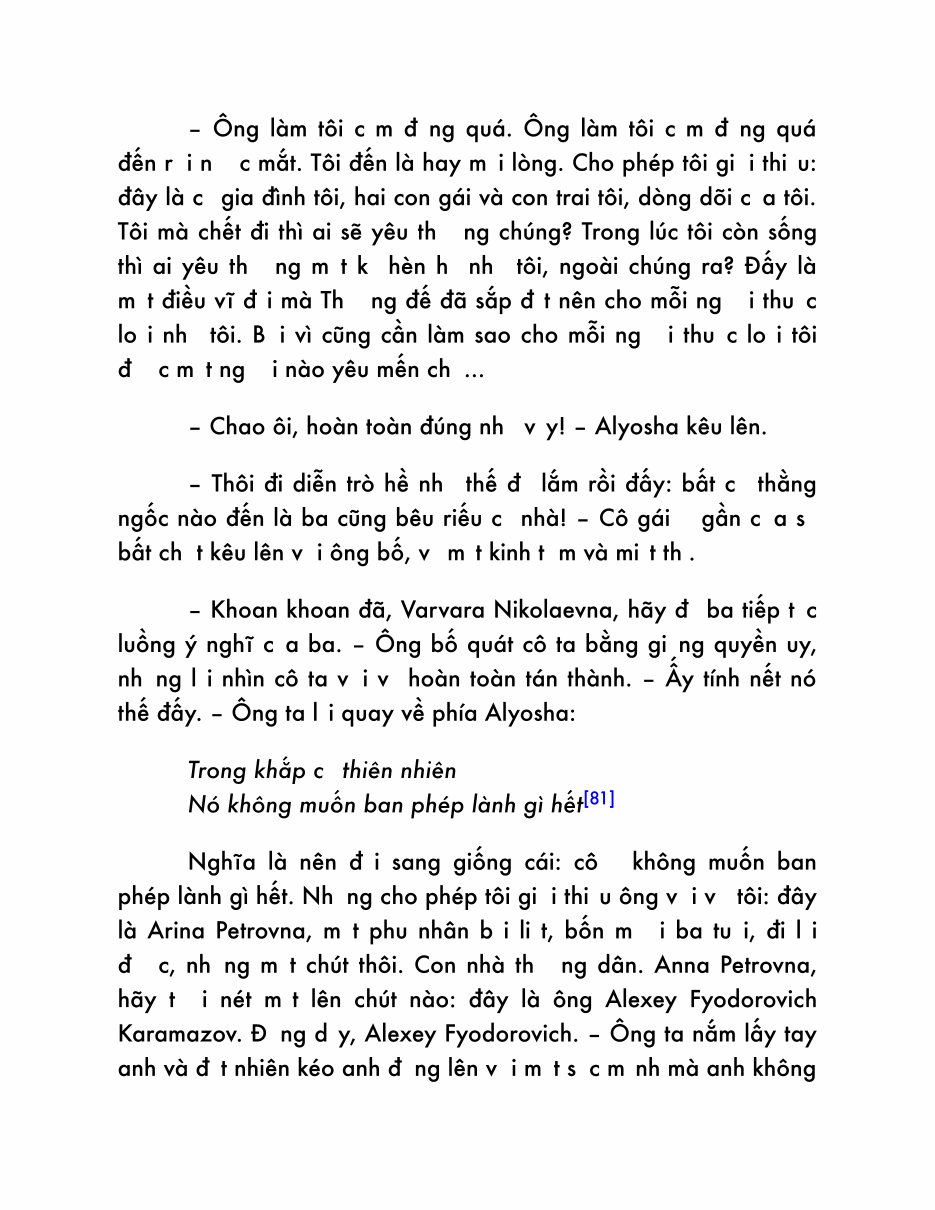 – Ông làm tôi c m đ ng quá. Ông làm tôi c m đ ng quá
đến r i n c mắt. Tôi đến là hay m i lòng. Cho phép tôi gi i thi u:
đây là c gia đình tôi, hai con gái và con trai tôi, dòng dõi c a tôi.
Tôi mà chết đi thì ai sẽ yêu th ng chúng? Trong lúc tôi còn sống
thì ai yêu th ng m t k hèn h nh tôi, ngoài chúng ra? Đấy là
m t điều vĩ đ i mà Th ng đế đã sắp đ t nên cho mỗi ng i thu c
lo i nh tôi. B i vì cũng cần làm sao cho mỗi ng i thu c lo i tôi
đ c m t ng i nào yêu mến ch ...
– Chao ôi, hoàn toàn đúng nh v y! – Alyosha kêu lên.
– Thôi đi diễn trò hề nh thế đ lắm rồi đấy: bất c thằng
ngốc nào đến là ba cũng bêu riếu c nhà! – Cô gái gần c a s
bất ch t kêu lên v i ông bố, v m t kinh t m và mi t th .
– Khoan khoan đã, Varvara Nikolaevna, hãy đ ba tiếp t c
luồng ý nghĩ c a ba. – Ông bố quát cô ta bằng gi ng quyền uy,
nh ng l i nhìn cô ta v i v hoàn toàn tán thành. – Ấy tính nết nó
thế đấy. – Ông ta l i quay về phía Alyosha:
Trong khắp c thiên nhiên
Nó không muốn ban phép lành gì hết[81]
Nghĩa là nên đ i sang giống cái: cô không muốn ban
phép lành gì hết. Nh ng cho phép tôi gi i thi u ông v i v tôi: đây
là Arina Petrovna, m t phu nhân b i li t, bốn m i ba tu i, đi l i
đ c, nh ng m t chút thôi. Con nhà th ng dân. Anna Petrovna,
hãy t i nét m t lên chút nào: đây là ông Alexey Fyodorovich
Karamazov. Đ ng d y, Alexey Fyodorovich. – Ông ta nắm lấy tay
anh và đ t nhiên kéo anh đ ng lên v i m t s c m nh mà anh không